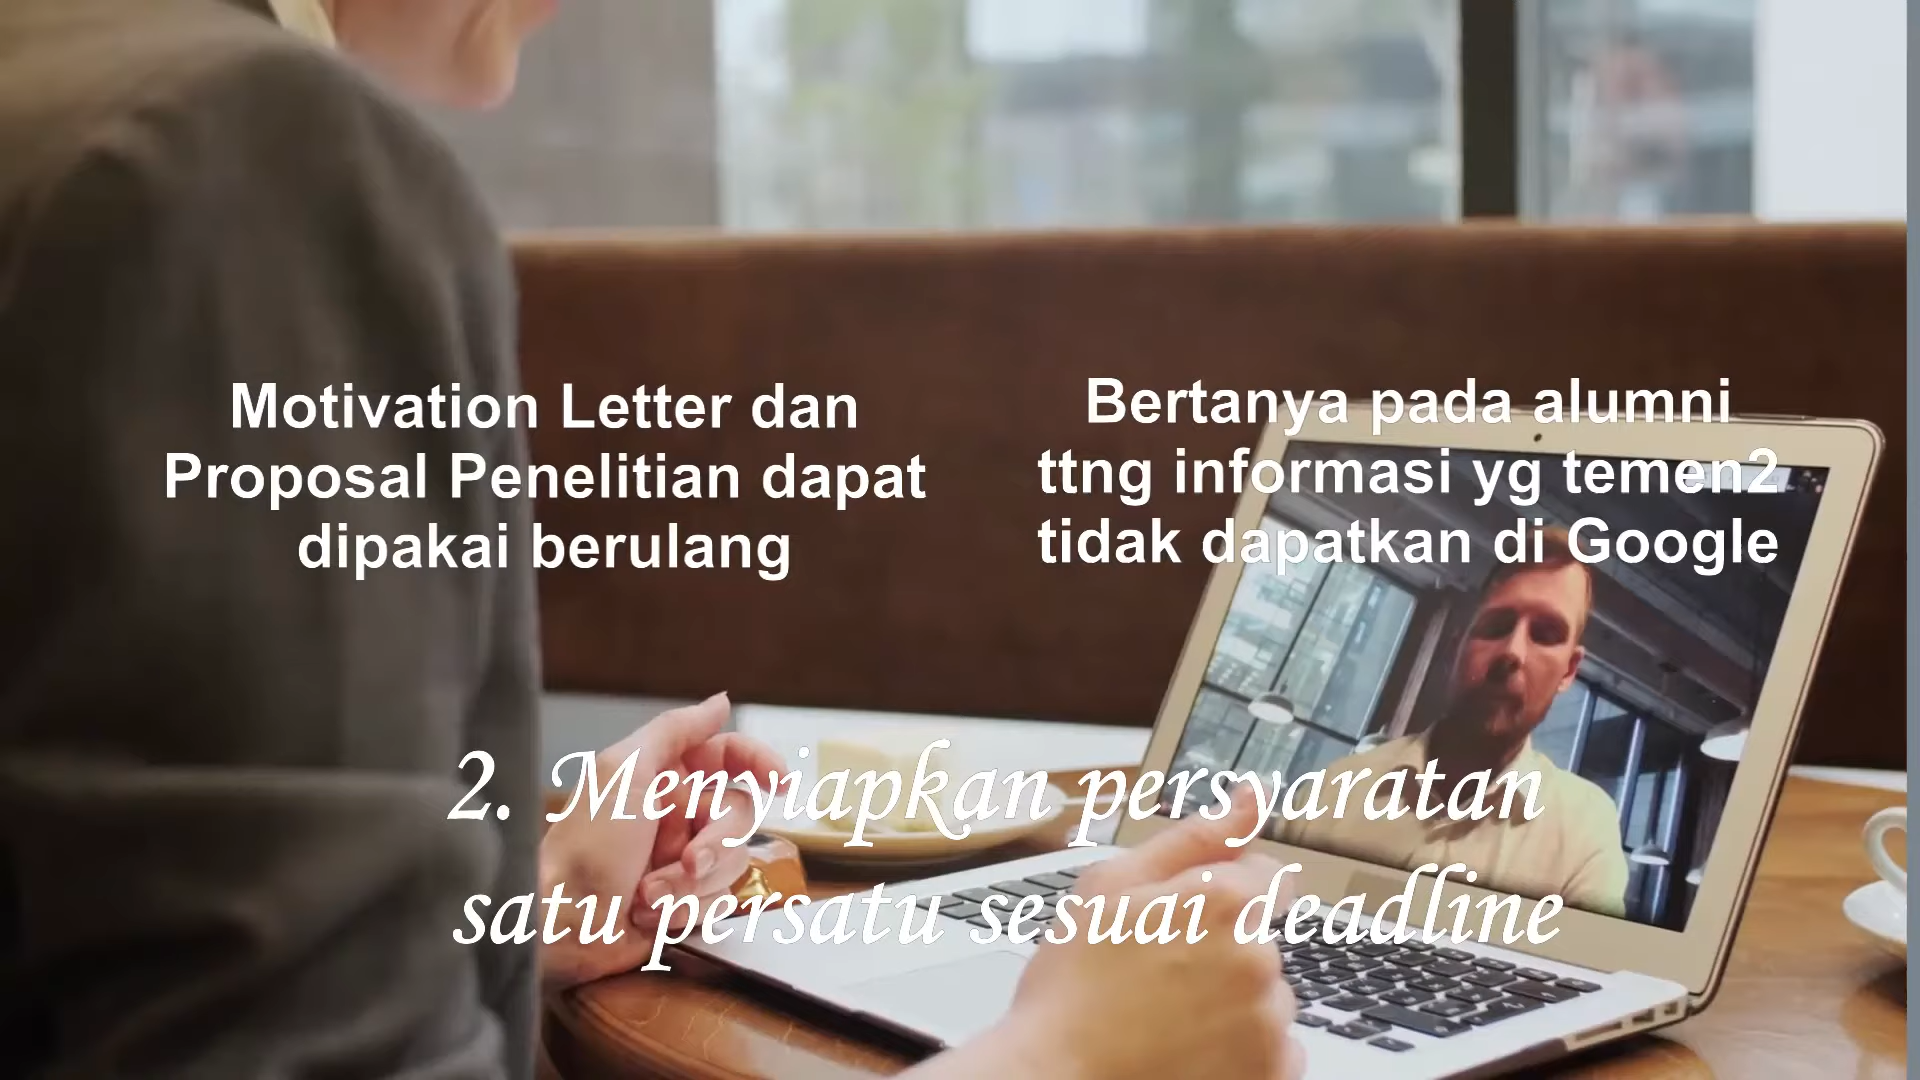 Motivation Letter dan
Proposal Penelitian dapat
dipakai berulang
Bertanya pada alumni
ttng informasi yg temen2
tidak dapatkan di Google
2. Menyiapkan persyaratan
satu persatu sesuai deadline